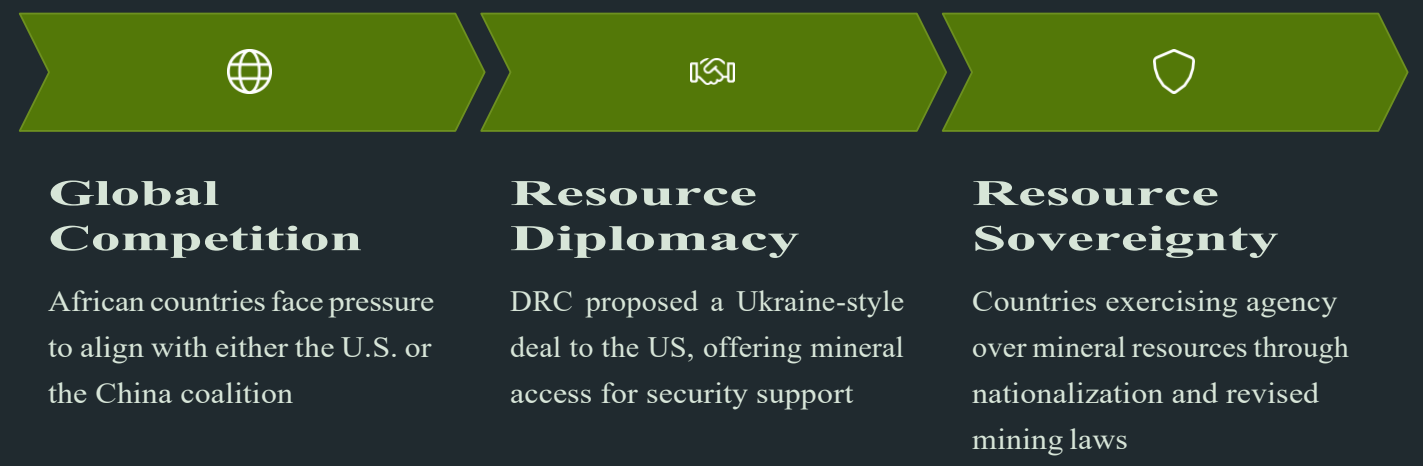 Global
Competition
African countries face pressure
to align with either the U.S. or
the China coalition
Resource
Diplomacy
DRC proposed a Ukraine-style
deal to the US, offering mineral
access for security support
Resource
Sovereignty
Countries exercising agency
over mineral resources through
nationalization and revised
mining laws